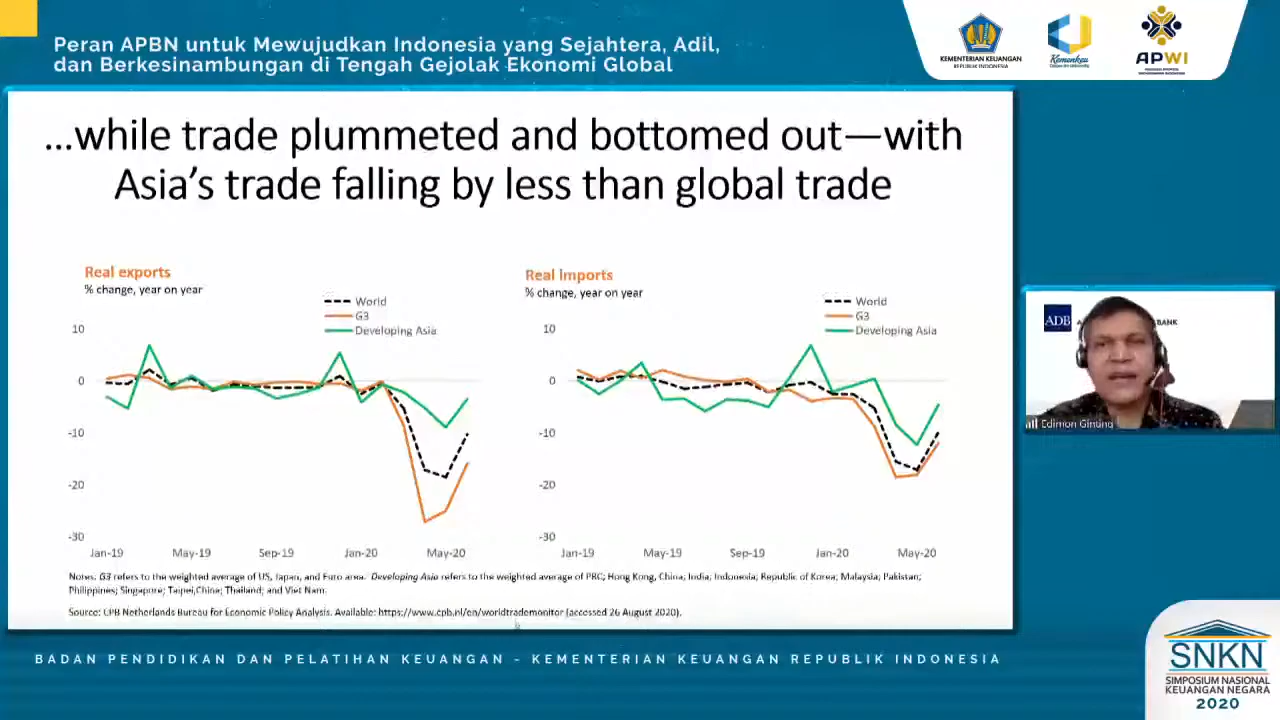 Peran APBN untuk Mewujudkan Indonesia yang Sejahtera, Adil,
dan Berkesinambungan di Tengah Gejolak Ekonomi Global
KEMENTERIAN KEUANGAN
REPUBLIK INDONESIA
Kemenkeu
APWI
...while trade plummeted and bottomed out—with
Asia's trade falling by less than global trade
Real exports
% change, year on year
World
G3
Developing Asia
10
0
-10
-20
-30
Jan-19 May-19 Sep-19 Jan-20 May-20
Real Imports
% change, year on year
World
G3
Developing Asia
10
0
-10
-20
-30
Jan-19 May-19 Sep-19 Jan-20 May-20
Notes: G3 refers to the weighted average of US, Japan, and Euro area. Developing Asia refers to the weighted average of PRC; Hong Kong, China; India; Indonesia; Republic of Korea; Malaysia; Pakistan;
Philippines; Singapore; Taipei,China; Thailand; and Viet Nam.
Source: CPB Netherlands Bureau for Economic Policy Analysis. Available: https://www.cpb.nl/en/worldtrademonitor (accessed 26 August 2020).
ADB
BANK
Edimon Ginting
BADAN PENDIDIKAN DAN PELATIHAN KEUANGAN - KEMENTERIAN KEUANGAN REPUBLIK INDONESIA
SNKN
SIMPOSIUM NASIONAL
KEUANGAN NEGARA
2020